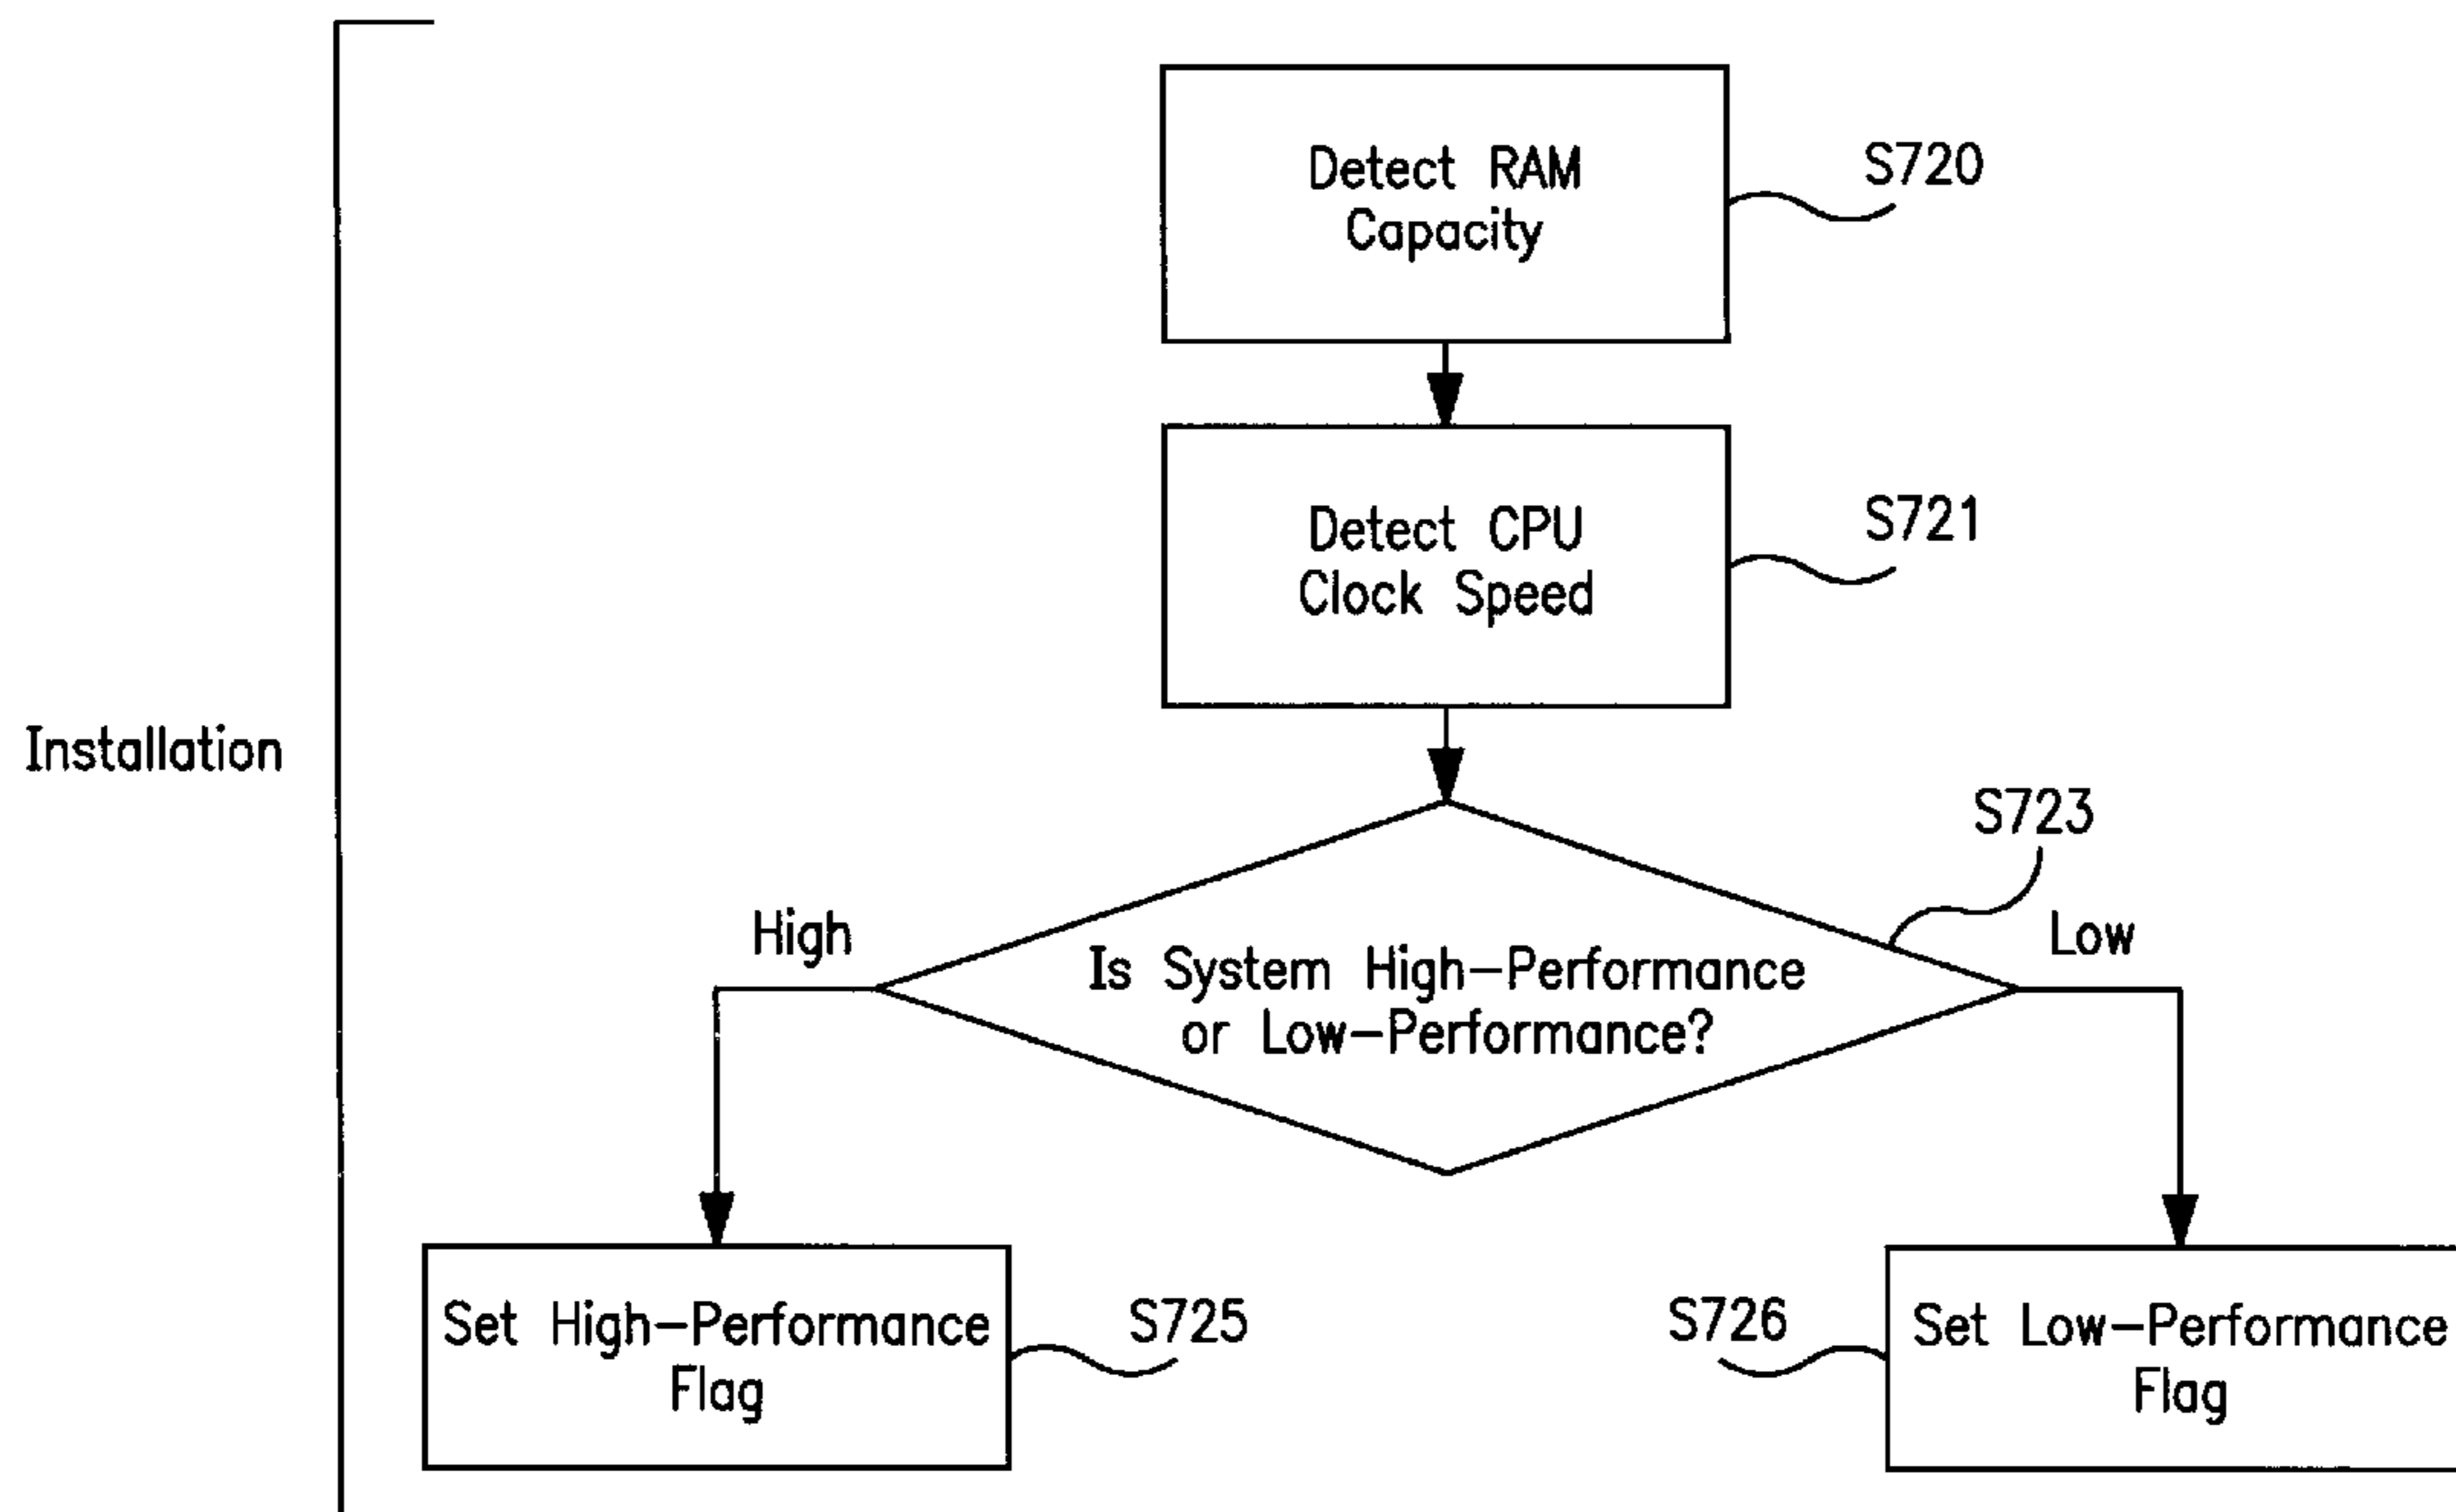 Detect RAM
Capacity
S720
Detect CPU
Clock Speed
S721
Installation
S723
High
Low
Is System High-Performance
or Low-Performance?
Set High-Performance
Flag
S725
S726
Set Low-Performance
Flag